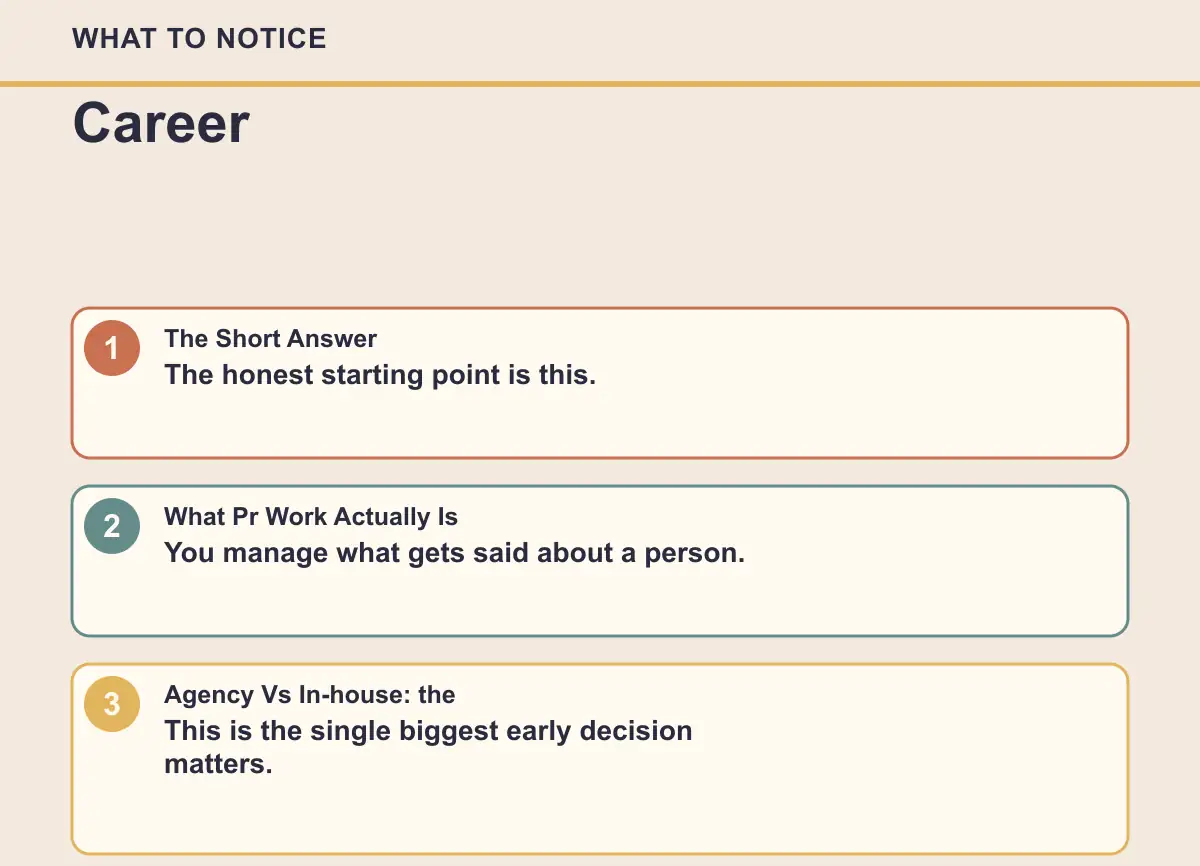 WHAT TO NOTICE
Career
1
The Short Answer
The honest starting point is this.
2
What Pr Work Actually Is
You manage what gets said about a person.
3
Agency Vs In-house: the
This is the single biggest early decision
matters.